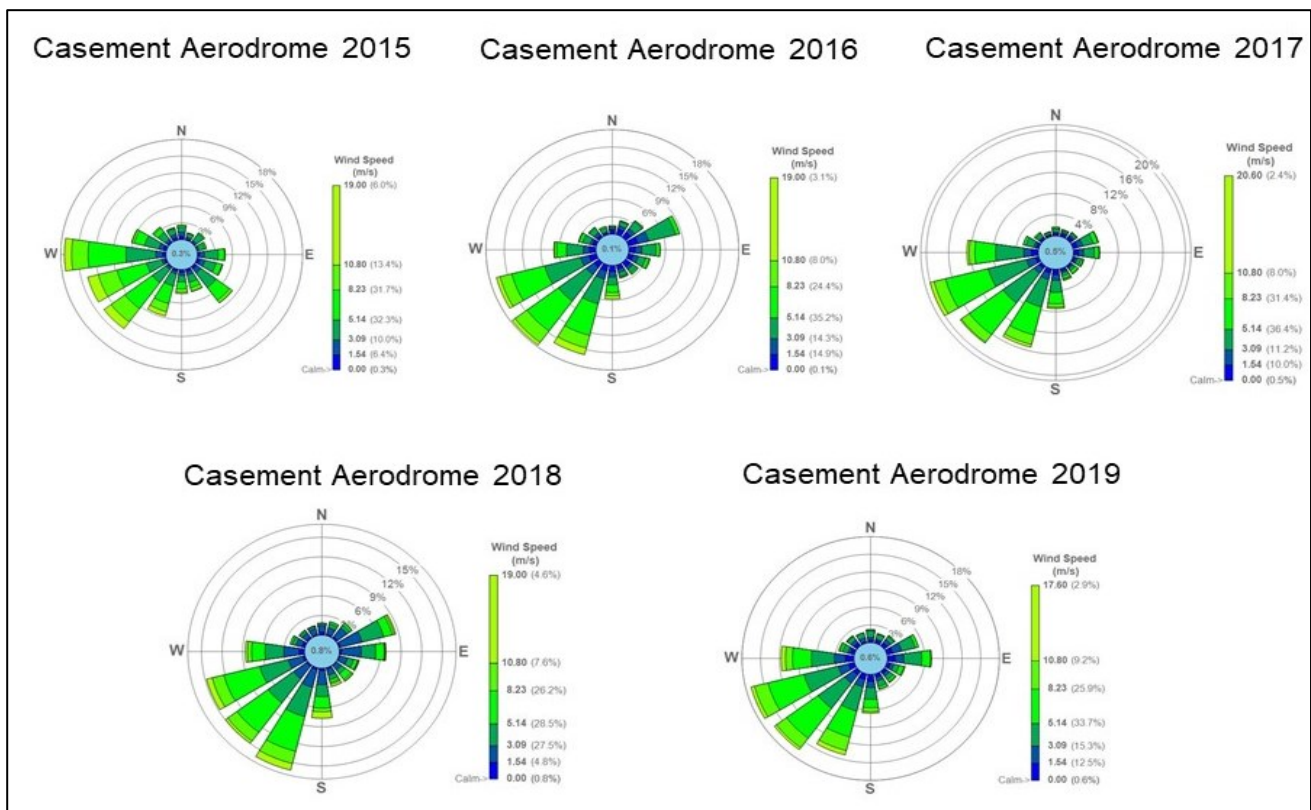 Casement Aerodrome 2015
N
W
E
S
18%
15%
12%
9%
6%
3%
0.3%
Wind Speed
(m/s)
19.00 (6.0%)
10.80 (13.4%)
8.23 (31.7%)
5.14 (32.3%)
3.09 (10.0%)
1.54 (6.4%)
Calm-> 0.00 (0.3%)
Casement Aerodrome 2016
N
W
E
S
18%
15%
12%
9%
6%
0.1%
Wind Speed
(m/s)
19.00 (3.1%)
10.80 (8.0%)
8.23 (24.4%)
5.14 (35.2%)
3.09 (14.3%)
1.54 (14.9%)
Calm-> 0.00 (0.1%)
Casement Aerodrome 2017
N
W
E
S
20%
16%
12%
8%
4%
0.5%
Wind Speed
(m/s)
20.60 (2.4%)
10.80 (8.0%)
8.23 (31.4%)
5.14 (36.4%)
3.09 (11.2%)
1.54 (10.0%)
Calm-> 0.00 (0.5%)
Casement Aerodrome 2018
N
W
E
S
15%
12%
9%
6%
0.8%
Wind Speed
(m/s)
19.00 (4.6%)
10.80 (7.6%)
8.23 (26.2%)
5.14 (28.5%)
3.09 (27.5%)
1.54 (4.8%)
Calm-> 0.00 (0.8%)
Casement Aerodrome 2019
N
W
E
S
18%
15%
12%
9%
6%
3%
0.6%
Wind Speed
(m/s)
17.60 (2.9%)
10.80 (9.2%)
8.23 (25.9%)
5.14 (33.7%)
3.09 (15.3%)
1.54 (12.5%)
Calm-> 0.00 (0.6%)